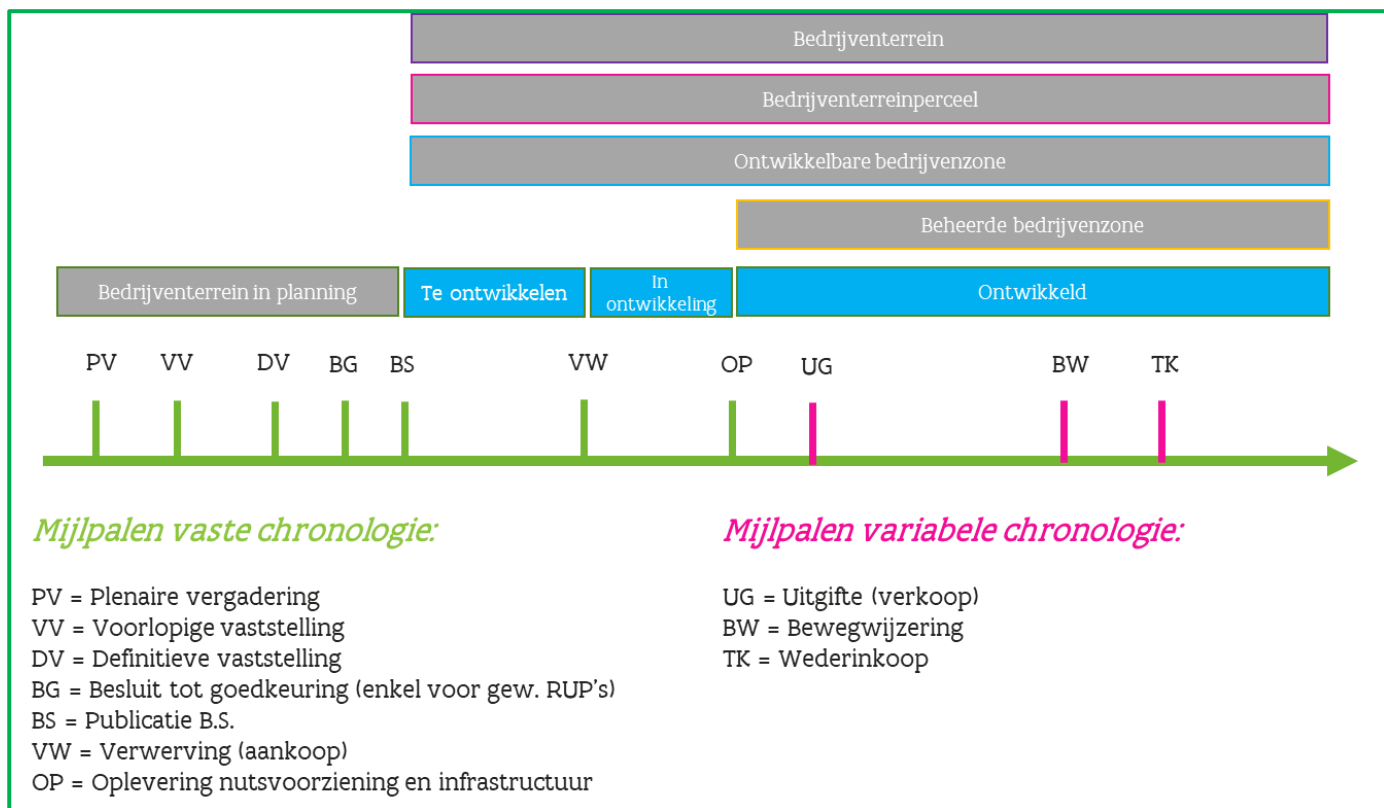 Bedrijventerrein
Bedrijventerreinperceel
Ontwikkelbare bedrijvenzone
Beheerde bedrijvenzone
Bedrijventerrein in planning
Te ontwikkelen
In
ontwikkeling
Ontwikkeld
PV VV DV BG BS VW OP UG BW TK
Mijlpalen vaste chronologie:
PV = Plenaire vergadering
VV = Voorlopige vaststelling
DV = Definitieve vaststelling
BG = Besluit tot goedkeuring (enkel voor gew. RUP's)
BS = Publicatie B.S.
VW = Verwerving (aankoop)
OP = Oplevering nutsvoorziening en infrastructuur
Mijlpalen variabele chronologie:
UG = Uitgifte (verkoop)
BW = Bewegwijzering
TK = Wederinkoop